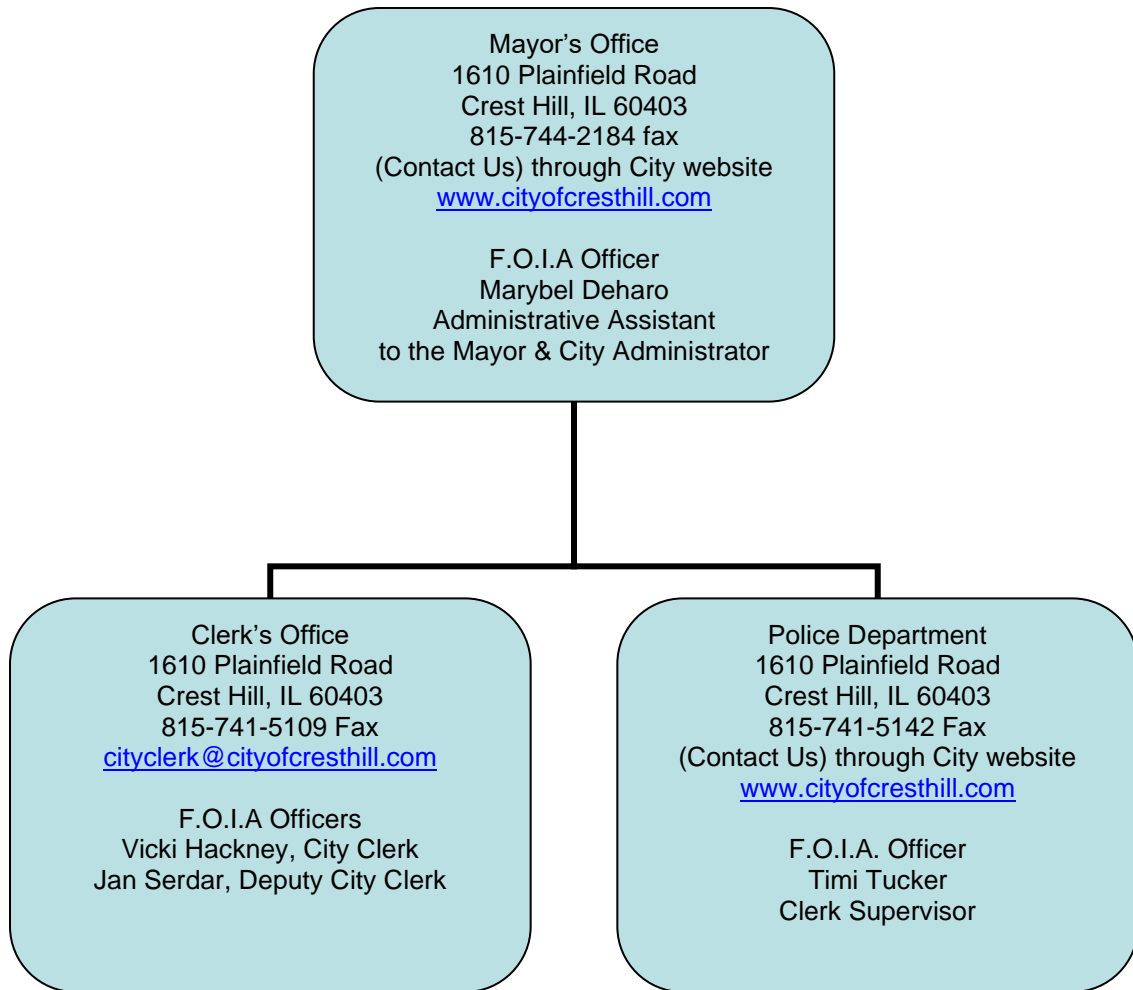 Mayor’s Office
1610 Plainfield Road
Crest Hill, IL 60403
815-744-2184 fax
(Contact Us) through City website
www.cityofcresthill.com
F.O.I.A Officer
Marybel Deharo
Administrative Assistant
to the Mayor & City Administrator
Clerk’s Office
1610 Plainfield Road
Crest Hill, IL 60403
815-741-5109 Fax
cityclerk@cityofcresthill.com
F.O.I.A Officers
Vicki Hackney, City Clerk
Jan Serdar, Deputy City Clerk
Police Department
1610 Plainfield Road
Crest Hill, IL 60403
815-741-5142 Fax
(Contact Us) through City website
www.cityofcresthill.com
F.O.I.A. Officer
Timi Tucker
Clerk Supervisor